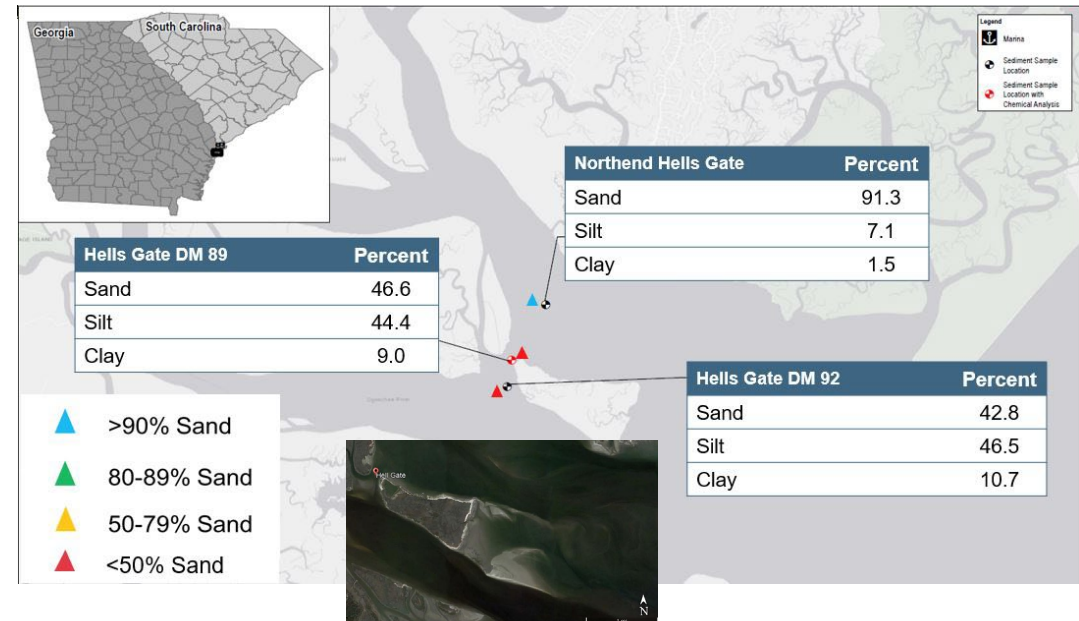 Georgia
South Carolina
Legend
Marina
Sediment Sample
Location
Sediment Sample
Location with
Chemical Analysis
Northend Hells Gate Percent
Sand 91.3
Silt 7.1
Clay 1.5
Hells Gate DM 89 Percent
Sand 46.6
Silt 44.4
Clay 9.0
Hells Gate DM 92 Percent
Sand 42.8
Silt 46.5
Clay 10.7
>90% Sand
80-89% Sand
50-79% Sand
<50% Sand
Hell Gate
N